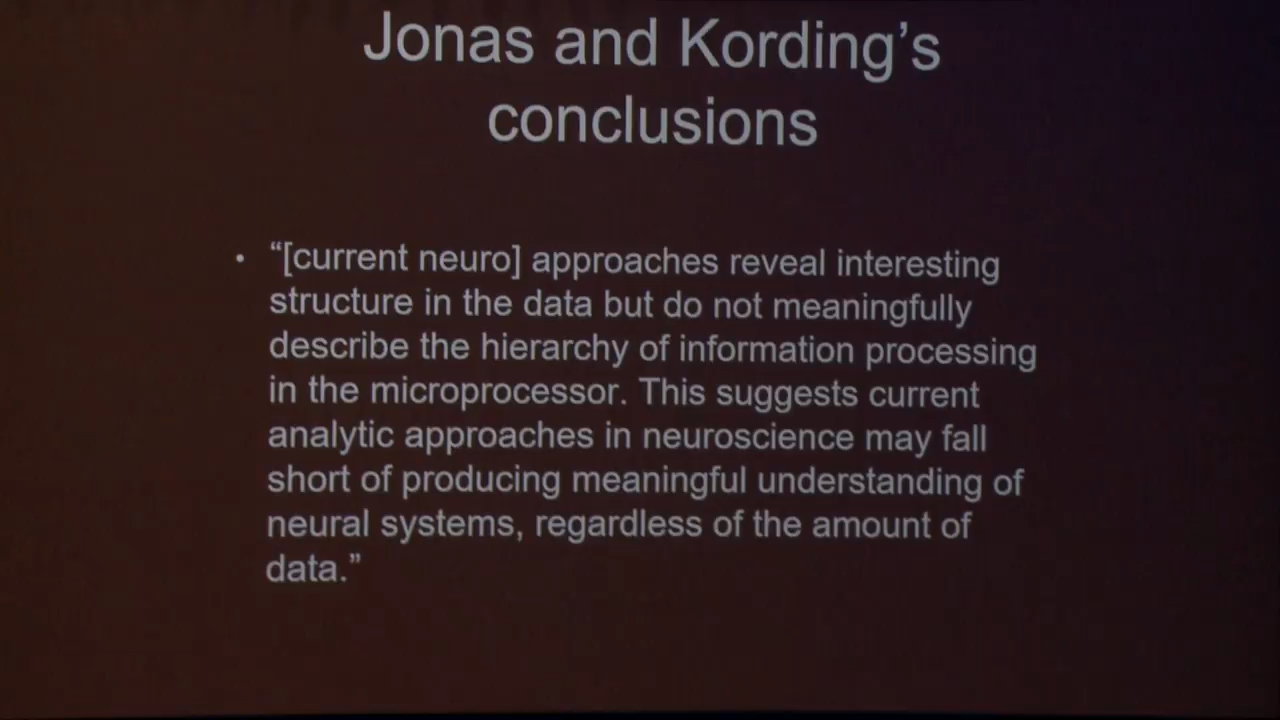 Jonas and Kording’s
conclusions
• “[current neuro] approaches reveal interesting
structure in the data but do not meaningfully
describe the hierarchy of information processing
in the microprocessor. This suggests current
analytic approaches in neuroscience may fall
short of producing meaningful understanding of
neural systems, regardless of the amount of
data.”